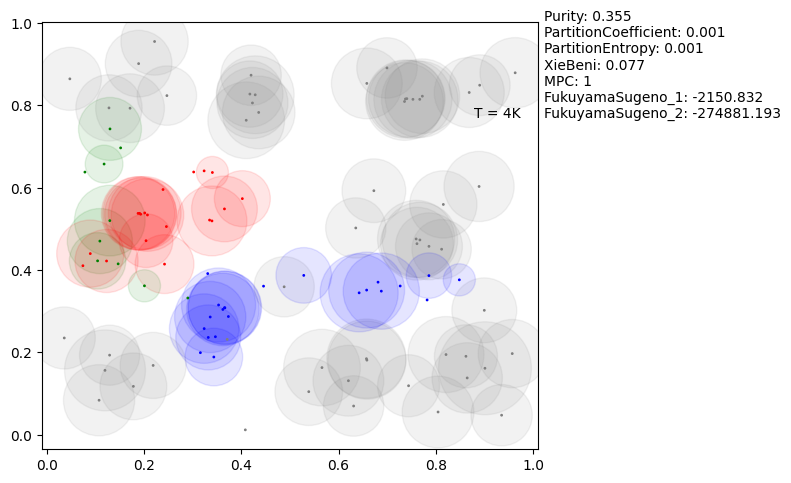 Purity: 0.355
PartitionCoefficient: 0.001
PartitionEntropy: 0.001
XieBeni: 0.077
MPC: 1
FukuyamaSugeno_1: -2150.832
FukuyamaSugeno_2: -274881.193
T = 4K
1.0
0.8
0.6
0.4
0.2
0.0
0.0 0.2 0.4 0.6 0.8 1.0